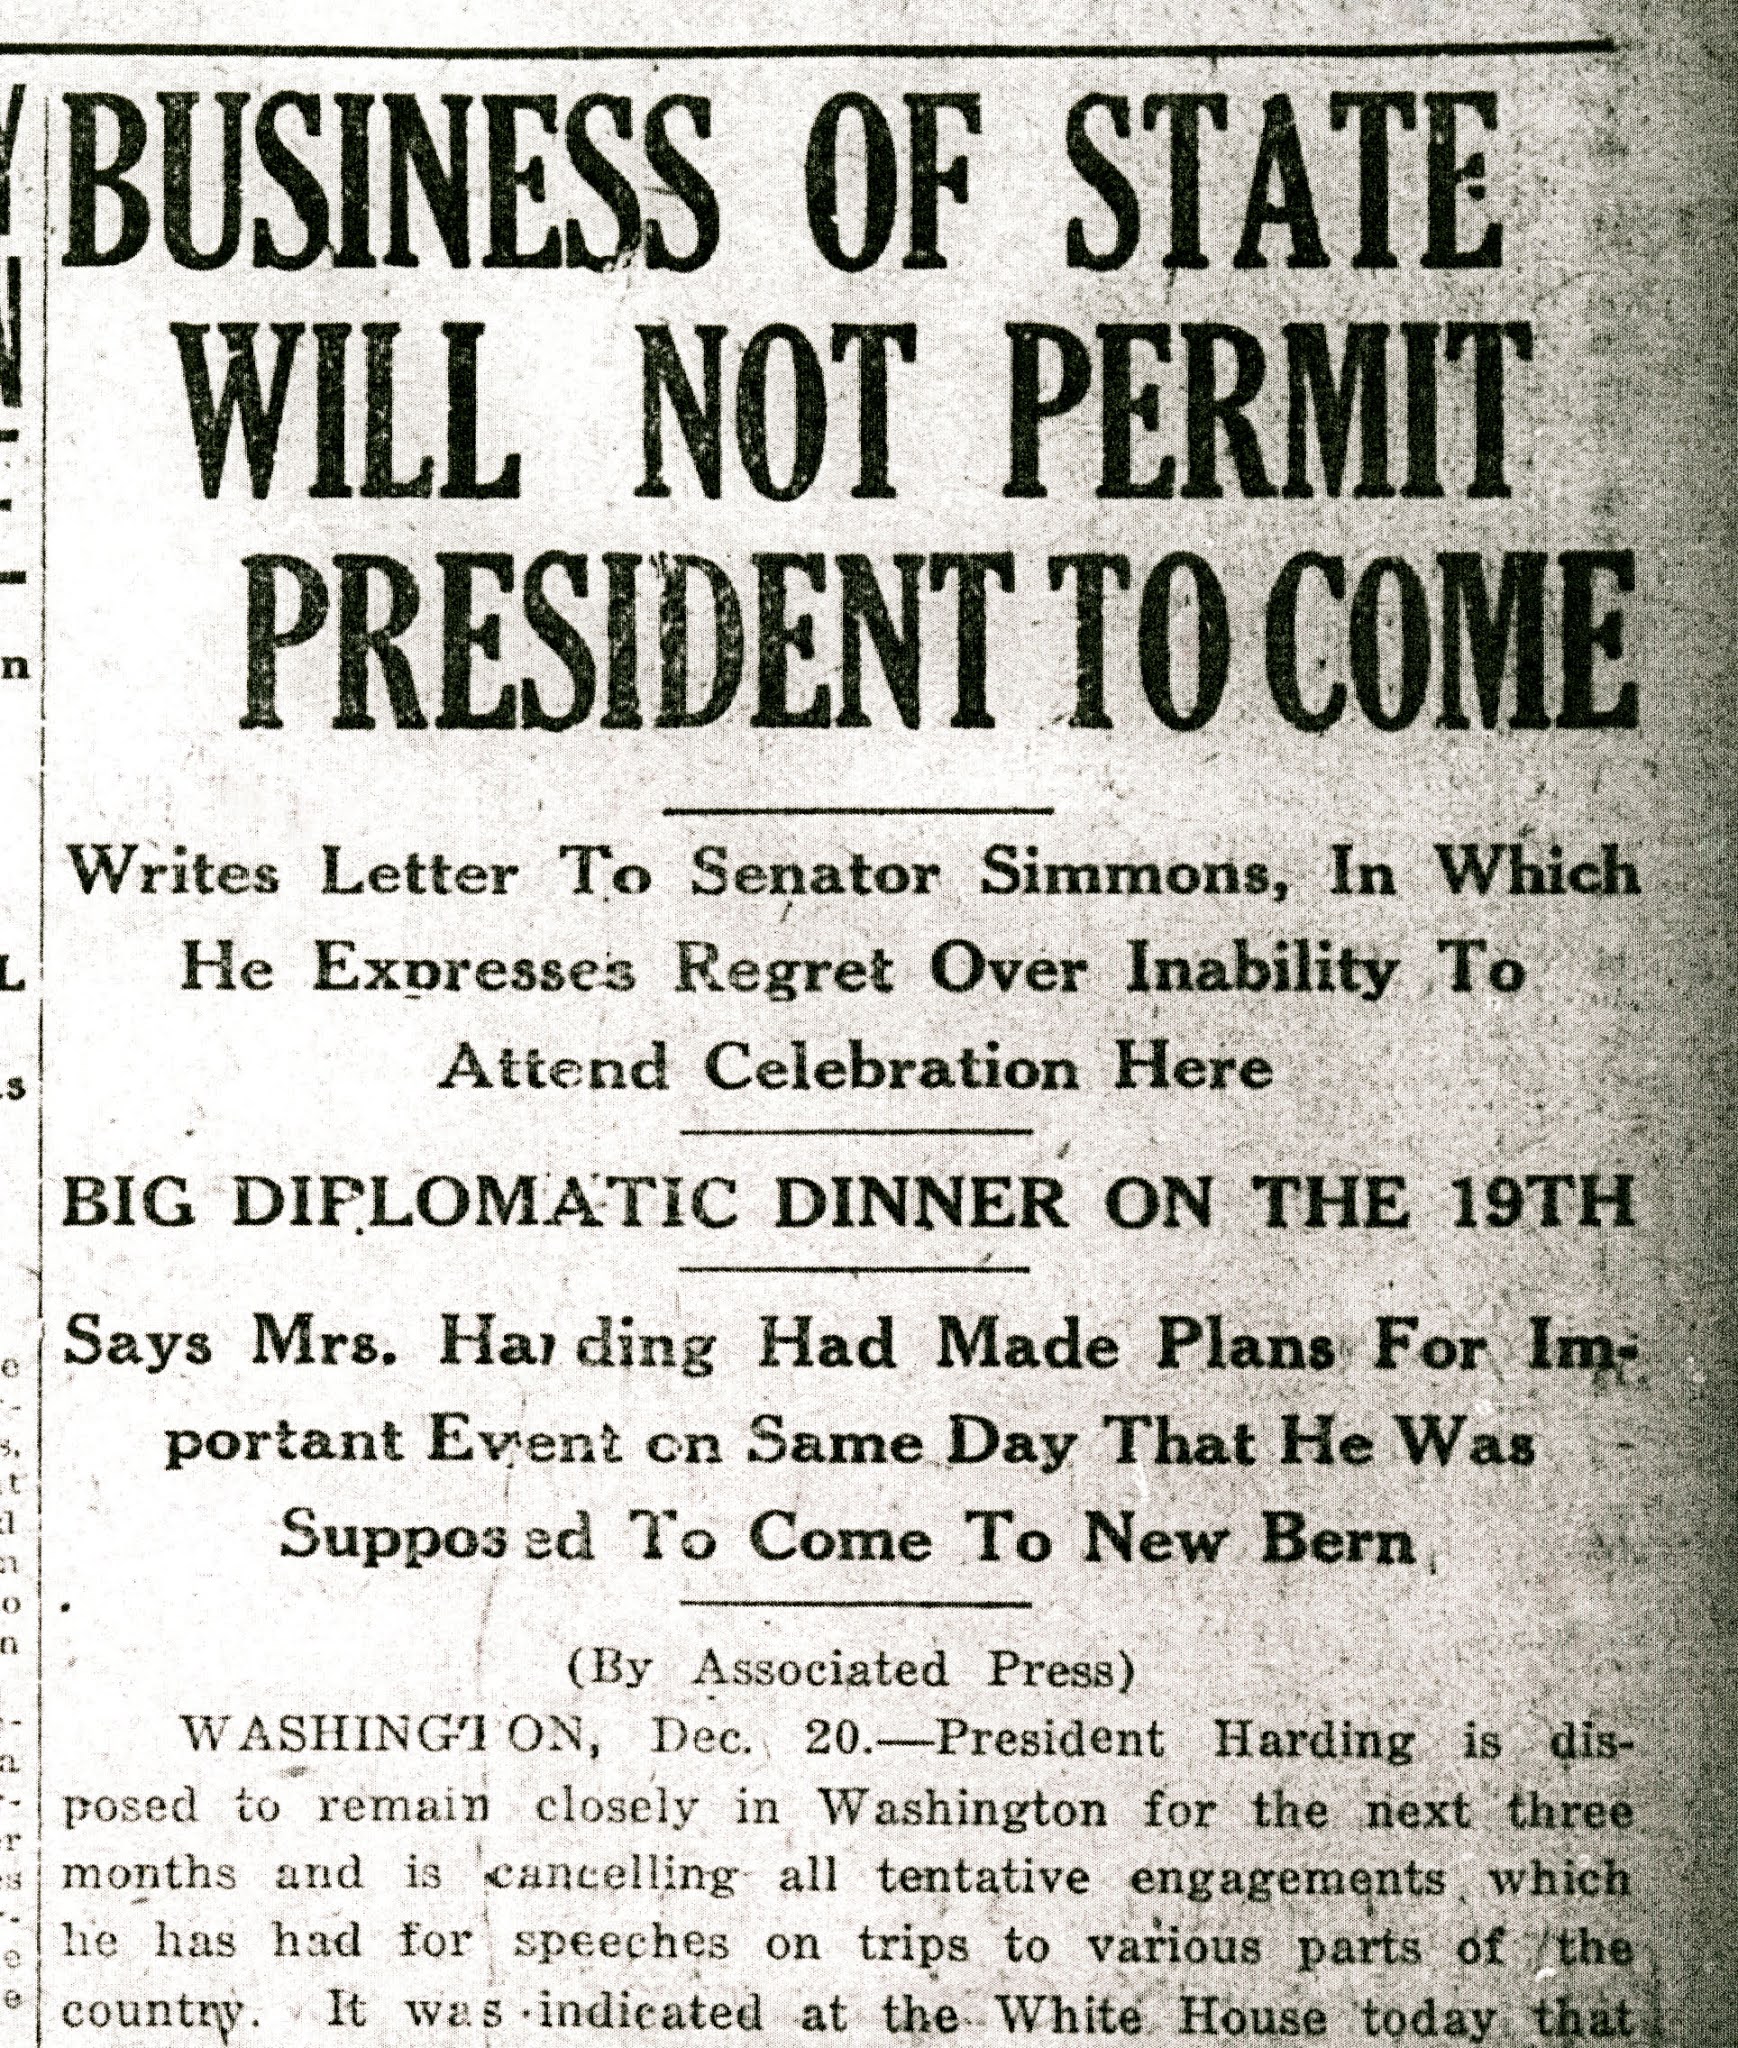 BUSINESS OF STATE
WILL NOT PERMIT
PRESIDENT TO COME
Writes Letter To Senator Simmons, In Which
He Expresses Regret Over Inability To
Attend Celebration Here
BIG DIPLOMATIC DINNER ON THE 19TH
Says Mrs. Harding Had Made Plans For Im-
portant Event on Same Day That He Was
Supposed To Come To New Bern
(By Associated Press)
WASHINGTON, Dec. 20.—President Harding is dis-
posed to remain closely in Washington for the next three
months and is cancelling all tentative engagements which
he has had for speeches on trips to various parts of the
country. It was indicated at the White House today that